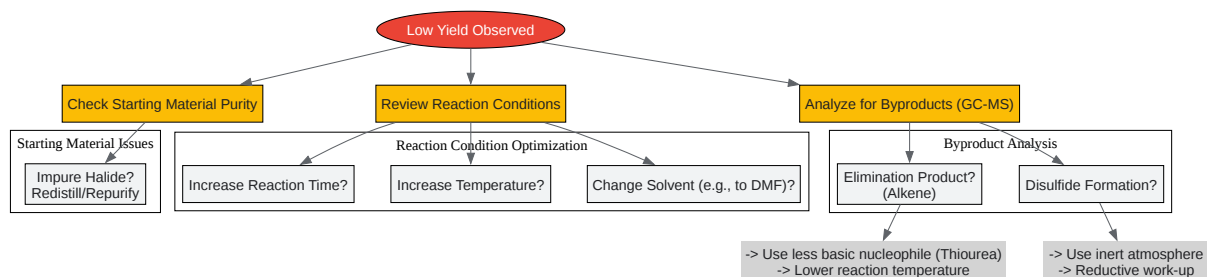 Low Yield Observed
Check Starting Material Purity
Review Reaction Conditions
Analyze for Byproducts (GC-MS)
Starting Material Issues
Reaction Condition Optimization
Byproduct Analysis
Impure Halide?
Redistill/Repurify
Increase Reaction Time?
Increase Temperature?
Change Solvent (e.g., to DMF)?
Elimination Product?
(Alkene)
Disulfide Formation?
-> Use less basic nucleophile (Thiourea)
-> Lower reaction temperature
-> Use inert atmosphere
-> Reductive work-up